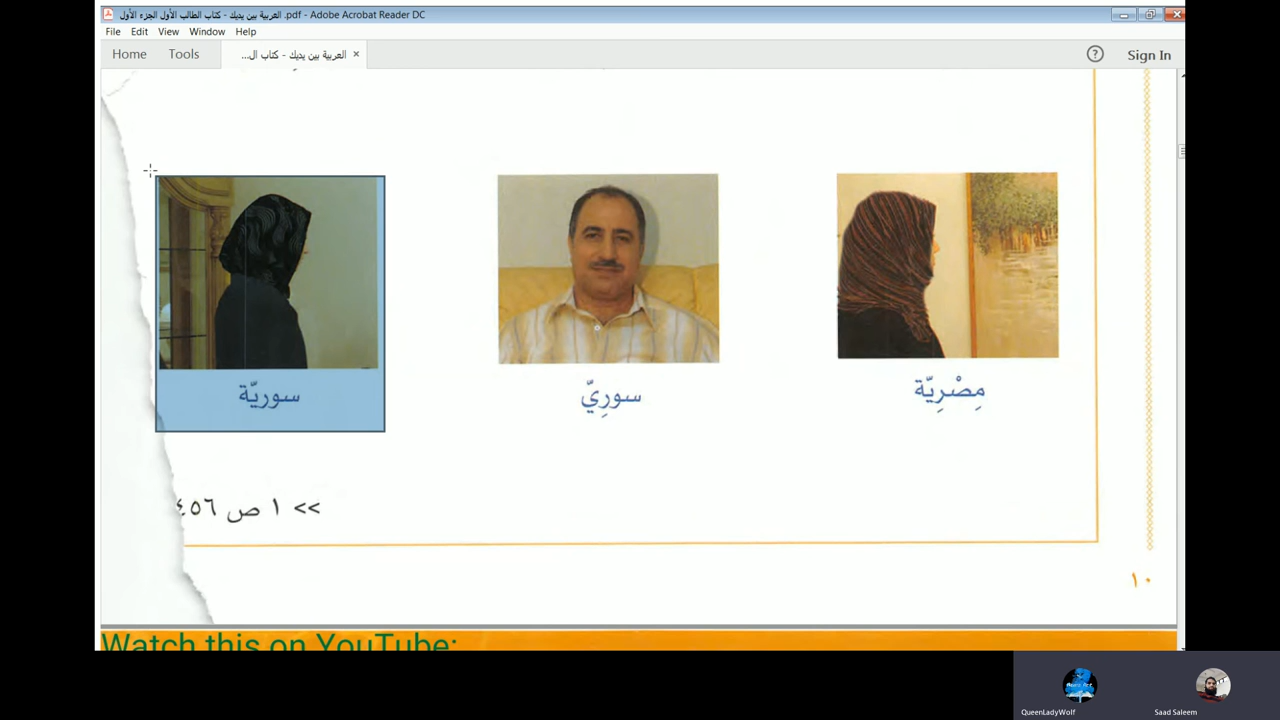 العربية بين يديك - كتاب الطالب الأول الجزء الأول.pdf - Adobe Acrobat Reader DC
File Edit View Window Help
Home Tools العربية بين يديك - كتاب ال... × ? Sign In
مِصْرِيّة سورِيّ سوريّة
>> ١ ص ٤٥٦
١٠
Watch this on YouTube:
QueenLadyWolf Saad Saleem